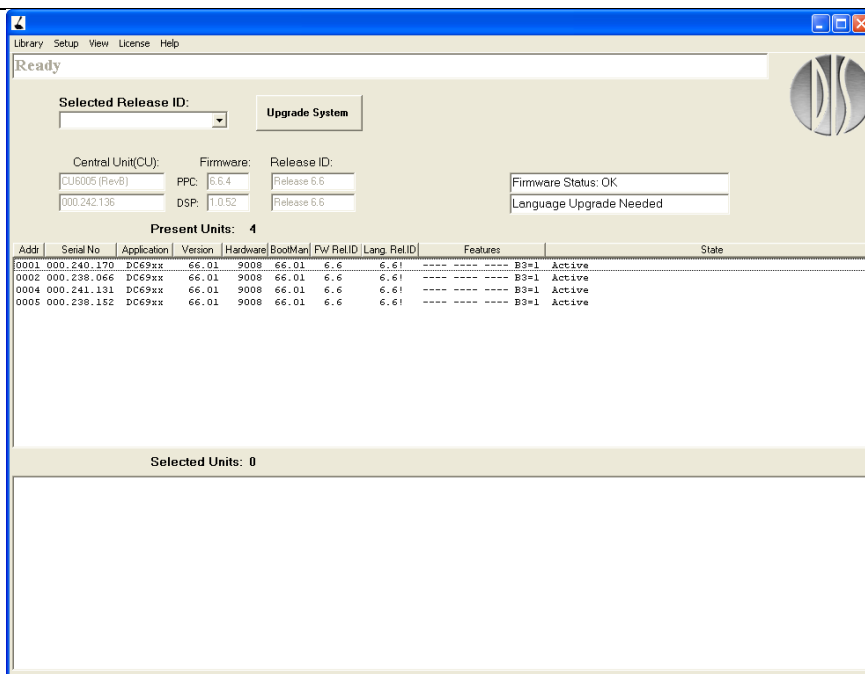 Library Setup View License Help
Ready
Selected Release ID:
Upgrade System
Central Unit(CU): Firmware: Release ID:
CU6005 (RevB) PPC: 6.6.4 Release 6.6 Firmware Status: OK
000.242.136 DSP: 1.0.52 Release 6.6 Language Upgrade Needed
Present Units: 4
Addr Serial No Application Version Hardware BootMan FW Rel.ID Lang. Rel.ID Features State
0001 000.240.170 DC69xx 66.01 9008 66.01 6.6 6.6! ---- ---- ---- B3=1 Active
0002 000.238.066 DC69xx 66.01 9008 66.01 6.6 6.6! ---- ---- ---- B3=1 Active
0004 000.241.131 DC69xx 66.01 9008 66.01 6.6 6.6! ---- ---- ---- B3=1 Active
0005 000.238.152 DC69xx 66.01 9008 66.01 6.6 6.6! ---- ---- ---- B3=1 Active
Selected Units: 0